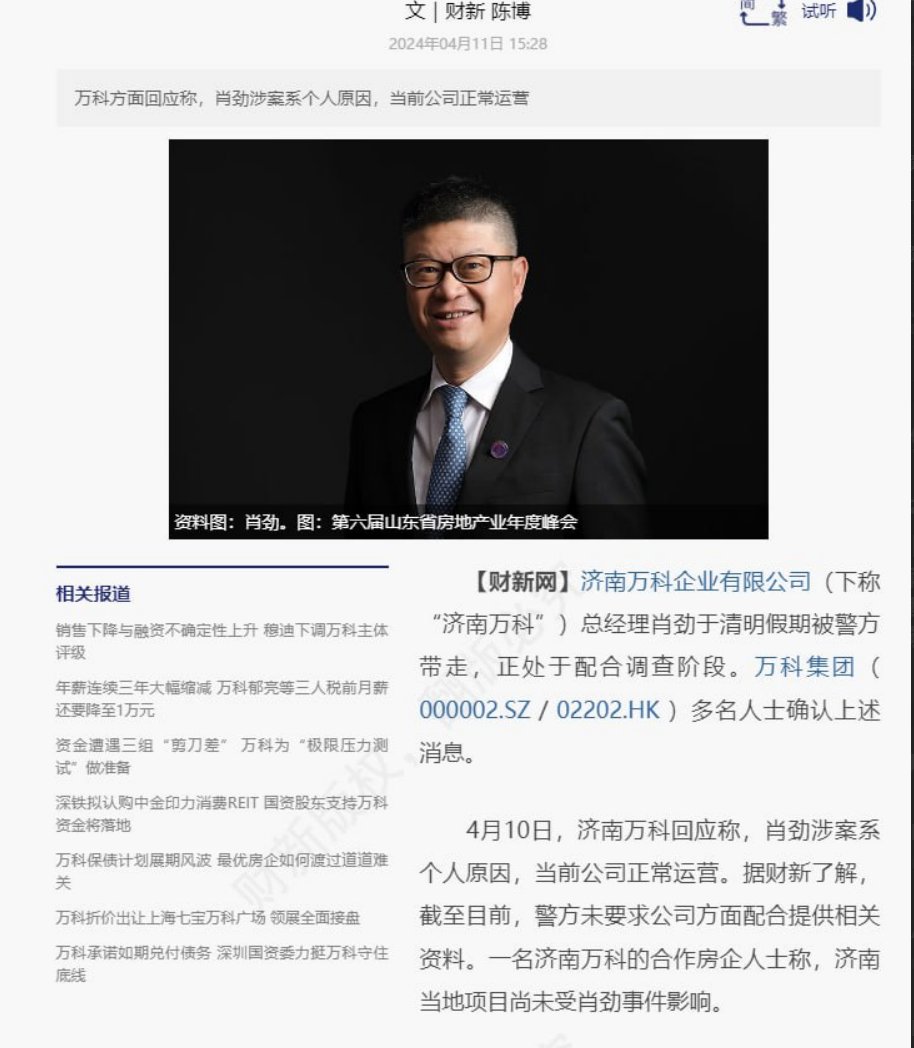 文 | 财新 陈博
简 繁 试听
2024年04月11日 15:28
万科方面回应称，肖劲涉案系个人原因，当前公司正常运营
资料图：肖劲。图：第六届山东省房地产业年度峰会
相关报道
销售下降与融资不确定性上升 穆迪下调万科主体
评级
年薪连续三年大幅缩减 万科郁亮等三人税前月薪
还要降至1万元
资金遭遇三组“剪刀差” 万科为“极限压力测
试”做准备
深铁拟认购中金印力消费REIT 国资股东支持万科
资金将落地
万科保债计划展期风波 最优房企如何渡过道道难
关
万科折价出让上海七宝万科广场 领展全面接盘
万科承诺如期兑付债务 深圳国资委力挺万科守住
底线
【财新网】济南万科企业有限公司（下称
“济南万科”）总经理肖劲于清明假期被警方
带走，正处于配合调查阶段。万科集团（
000002.SZ / 02202.HK ）多名人士确认上述
消息。
4月10日，济南万科回应称，肖劲涉案系
个人原因，当前公司正常运营。据财新了解，
截至目前，警方未要求公司方面配合提供相关
资料。一名济南万科的合作房企人士称，济南
当地项目尚未受肖劲事件影响。
财新版权，翻版必究